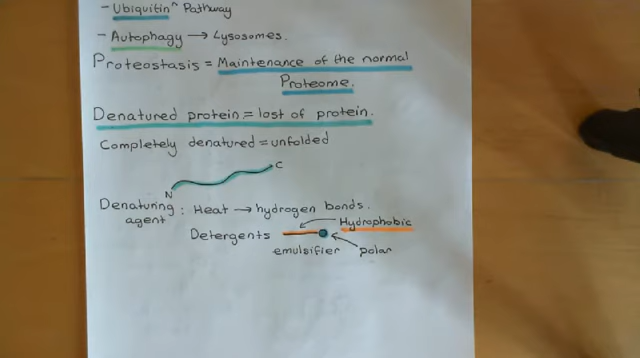 - Ubiquitin^ Pathway
- Autophagy → Lysosomes.
Proteostasis = Maintenance of the normal
Proteome.
Denatured protein = lost of protein.
Completely denatured = unfolded
C
N
Denaturing agent : Heat → hydrogen bonds.
Hydrophobic
Detergents
emulsifier polar